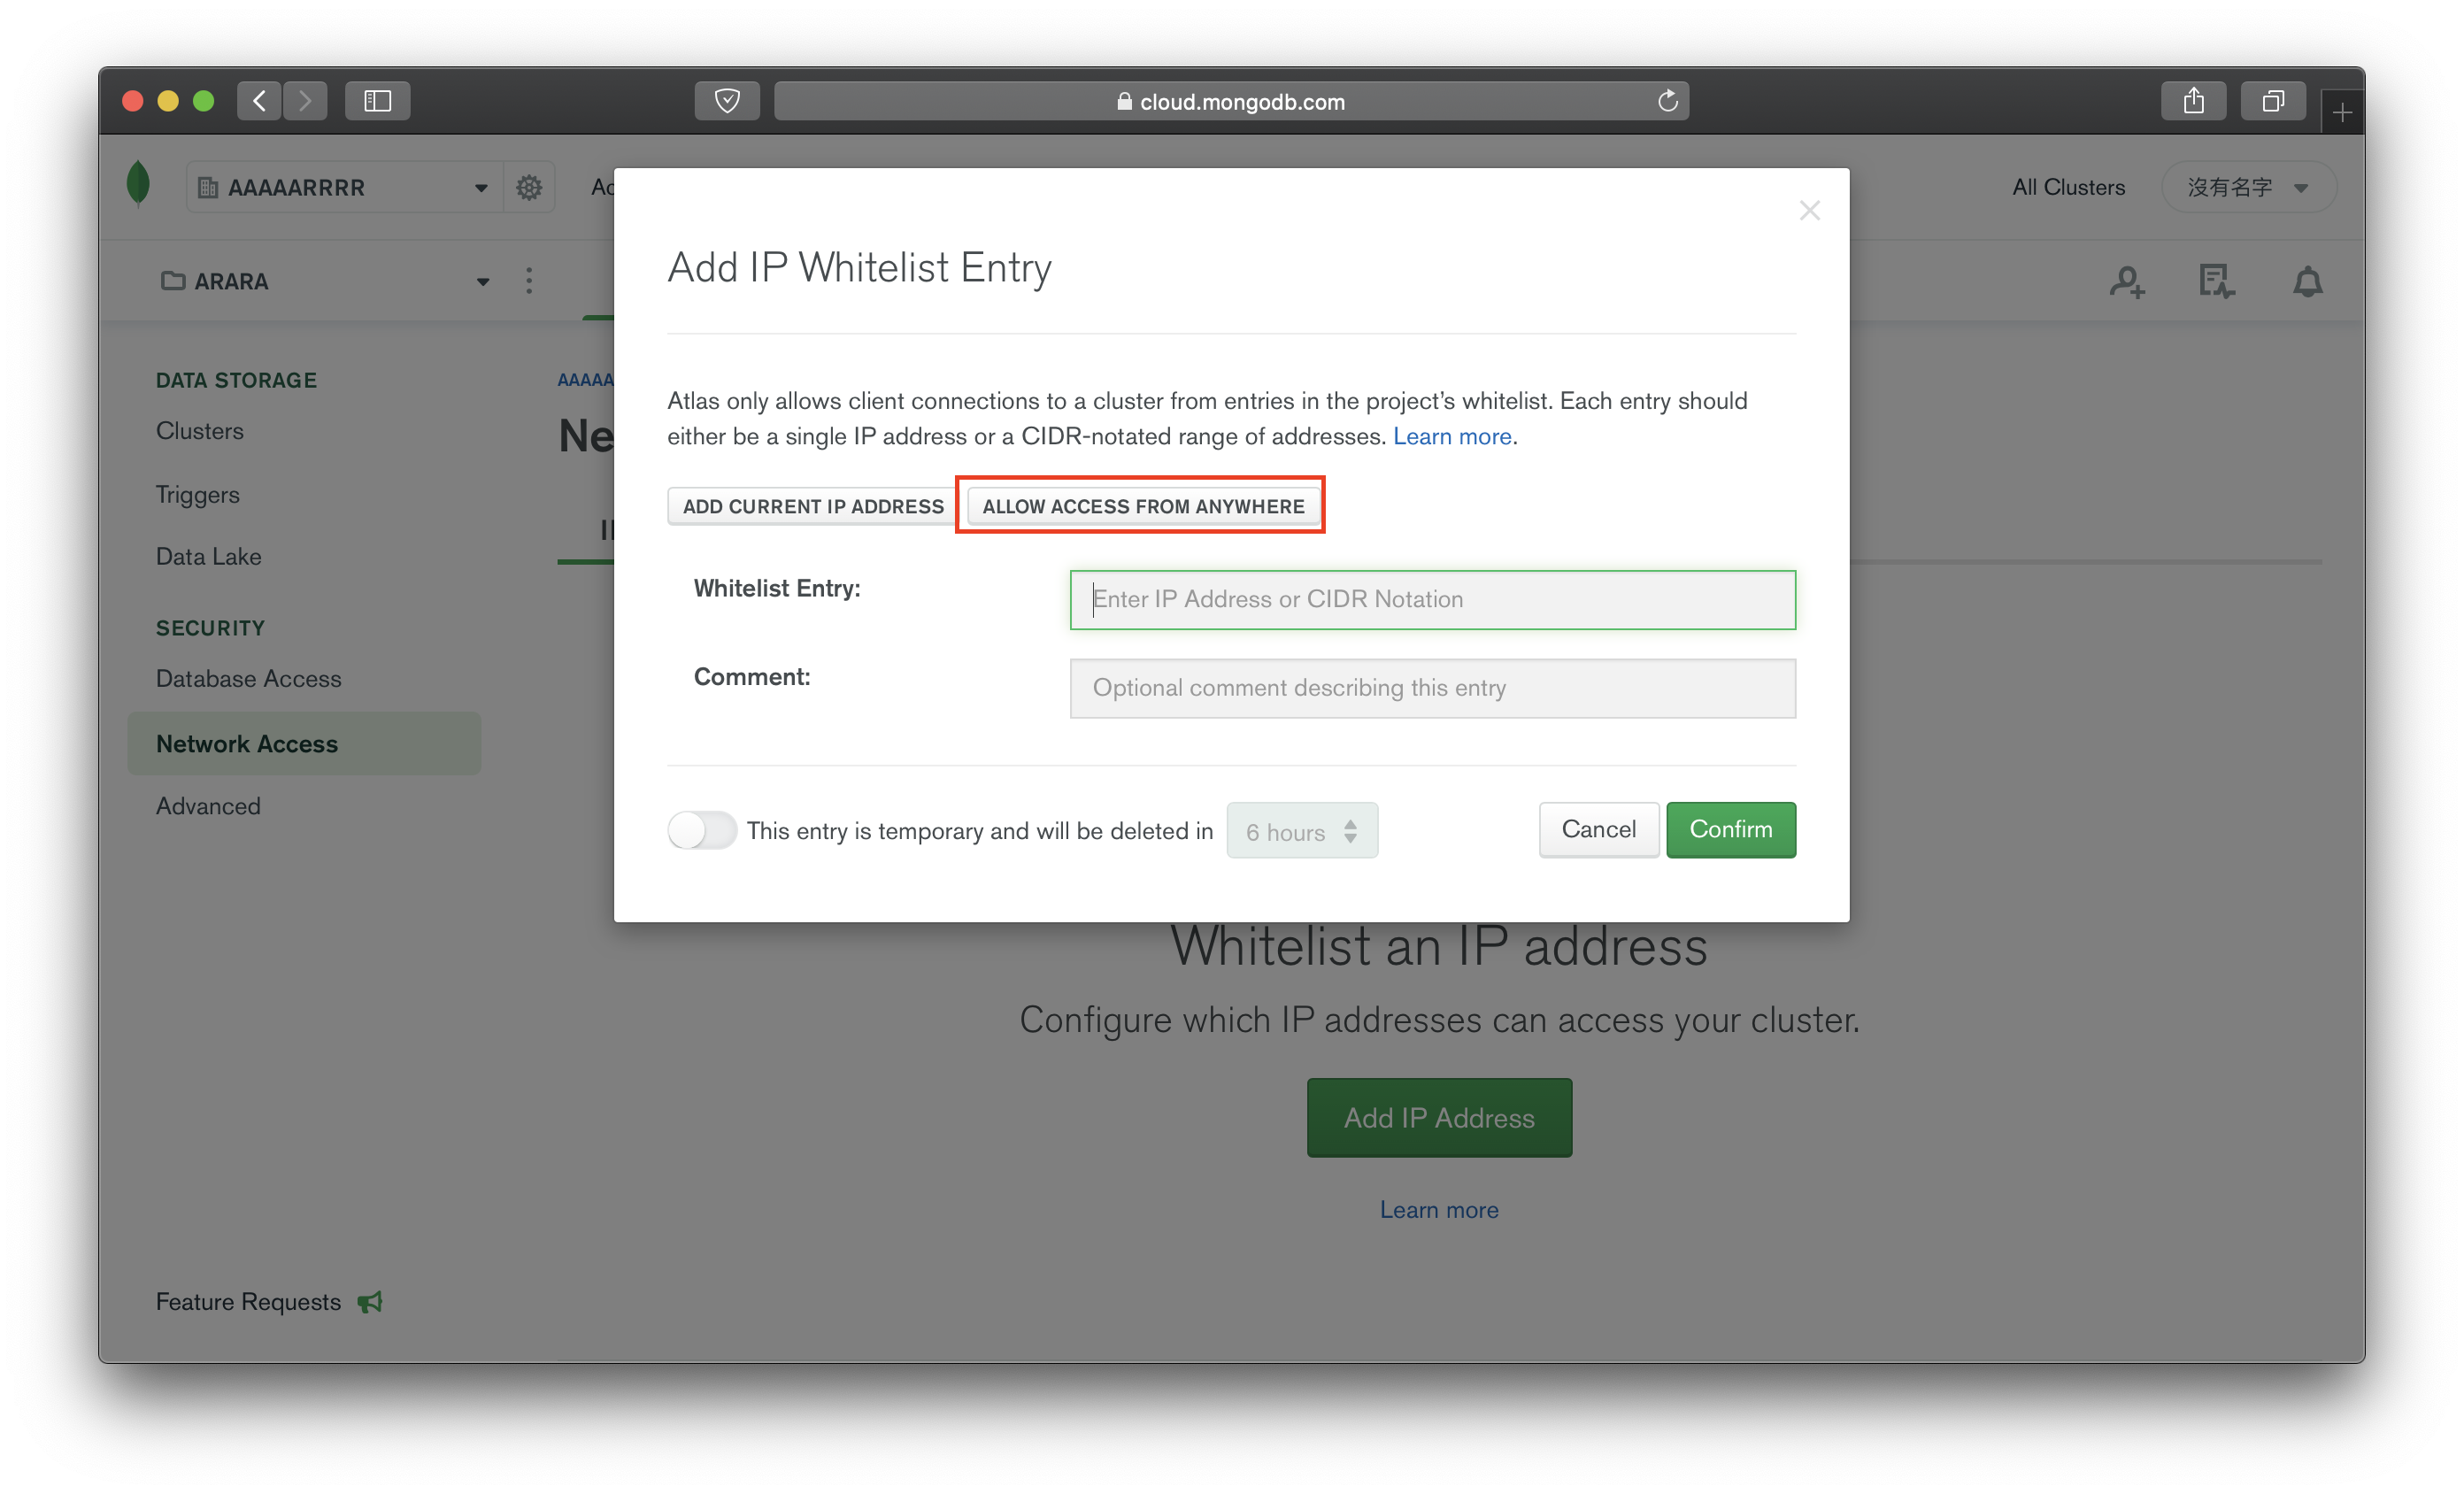 cloud.mongodb.com
AAAAARRRR
All Clusters
沒有名字
ARARA
DATA STORAGE
Clusters
Triggers
Data Lake
SECURITY
Database Access
Network Access
Advanced
Feature Requests
Add IP Whitelist Entry
Atlas only allows client connections to a cluster from entries in the project's whitelist. Each entry should
either be a single IP address or a CIDR-notated range of addresses. Learn more.
ADD CURRENT IP ADDRESS ALLOW ACCESS FROM ANYWHERE
Whitelist Entry: Enter IP Address or CIDR Notation
Comment: Optional comment describing this entry
This entry is temporary and will be deleted in 6 hours Cancel Confirm
Whitelist an IP address
Configure which IP addresses can access your cluster.
Add IP Address
Learn more